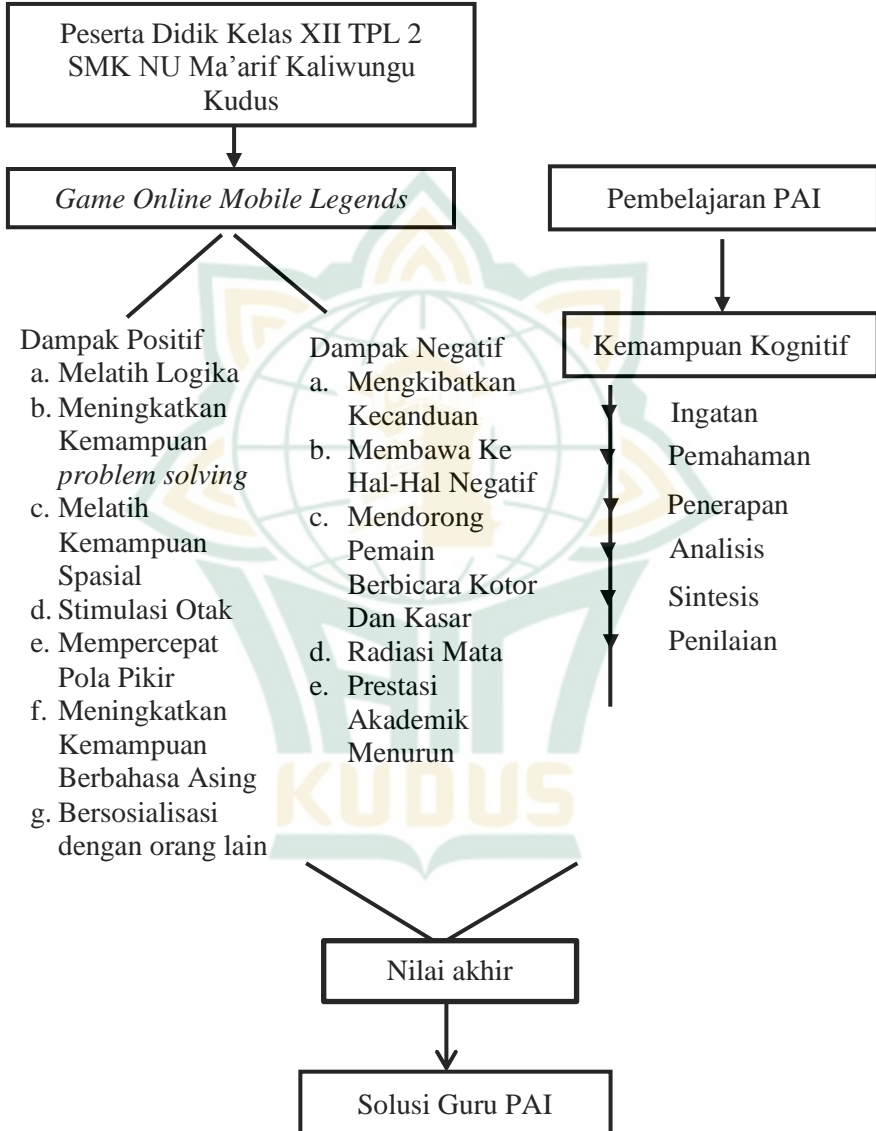 Peserta Didik Kelas XII TPL 2
SMK NU Ma'arif Kaliwungu
Kudus
Game Online Mobile Legends
Pembelajaran PAI
Dampak Positif
a. Melatih Logika
b. Meningkatkan
Kemampuan
problem solving
c. Melatih
Kemampuan
Spasial
d. Stimulasi Otak
e. Mempercepat
Pola Pikir
f. Meningkatkan
Kemampuan
Berbahasa Asing
g. Bersosialisasi
dengan orang lain
Dampak Negatif
a. Mengkibatkan
Kecanduan
b. Membawa Ke
Hal-Hal Negatif
c. Mendorong
Pemain
Berbicara Kotor
Dan Kasar
d. Radiasi Mata
e. Prestasi
Akademik
Menurun
Kemampuan Kognitif
Ingatan
Pemahaman
Penerapan
Analisis
Sintesis
Penilaian
KUDUS
Nilai akhir
Solusi Guru PAI